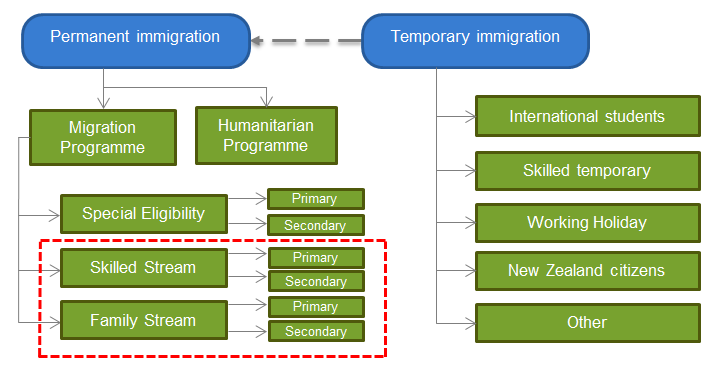 Permanent immigration
Temporary immigration
Migration
Programme
Humanitarian
Programme
Special Eligibility
Primary
Secondary
Skilled Stream
Primary
Secondary
Family Stream
Primary
Secondary
International students
Skilled temporary
Working Holiday
New Zealand citizens
Other